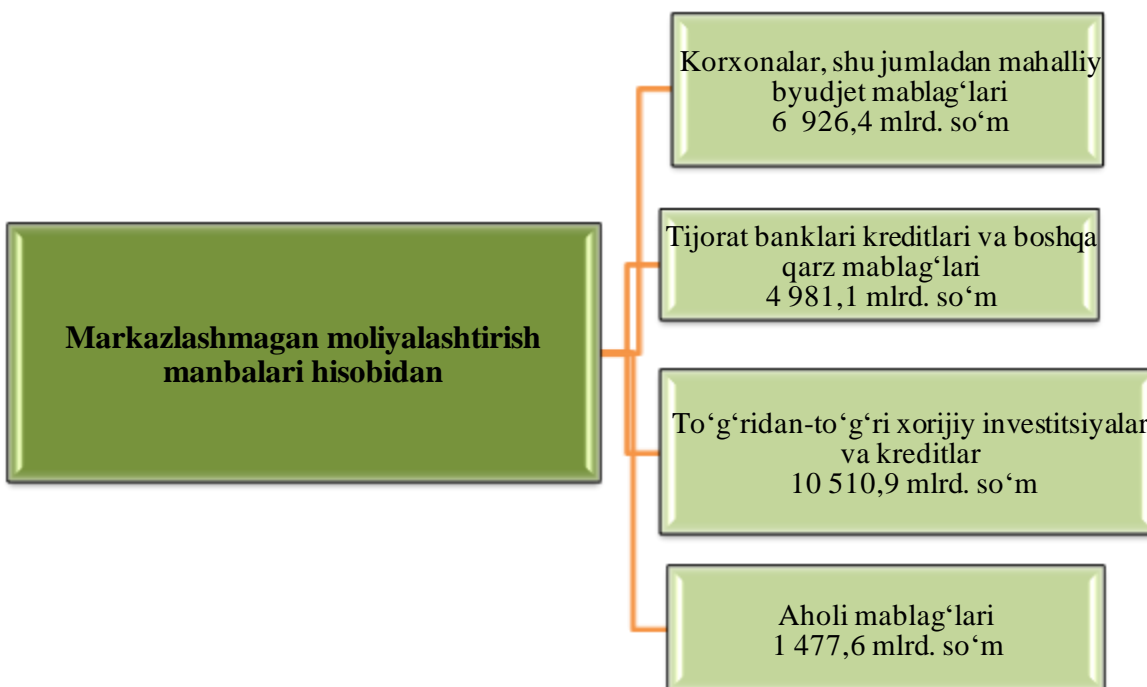 Korxonalar, shu jumladan mahalliy
byudjet mablag‘lari
6 926,4 mlrd. so‘m
Tijorat banklari kreditlari va boshqa
qarz mablag‘lari
4 981,1 mlrd. so‘m
Markazlashmagan moliyalashtirish
manbalari hisobidan
To‘g‘ridan-to‘g‘ri xorijiy investitsiyalar
va kreditlar
10 510,9 mlrd. so‘m
Aholi mablag‘lari
1 477,6 mlrd. so‘m